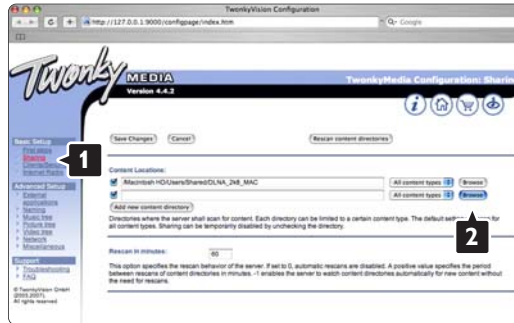 TwonkyVision Configuration
http://127.0.0.1:9000/configpage/index.htm
Google
Twonky MEDIA
Version 4.4.2
TwonkyMedia Configuration: Sharin
Basic Setup
First steps
Sharing
Clients/Security
Internet Radio
Advanced Setup
External
applications
Naming
Music tree
Picture tree
Video tree
Network
Miscellaneous
Support
Troubleshooting
FAQ
© TwonkyVision GmbH
(2003,2007),
All rights reserved.
1
Save Changes Cancel Rescan content directories
Content Locations:
/Macintosh HD/Users/Shared/DLNA_2k8_MAC All content types Browse
All content types Browse
2
Add new content directory
Directories where the server shall scan for content. Each directory can be limited to a certain content type. The default setting for
all content types. Sharing can be temporarily disabled by unchecking the directory.
Rescan in minutes: 60
This option specifies the rescan behavior of the server. If set to 0, automatic rescans are disabled. A positive value specifies the period
between rescans of content directories in minutes. -1 enables the server to watch content directories automatically for new content without
the need for rescans.